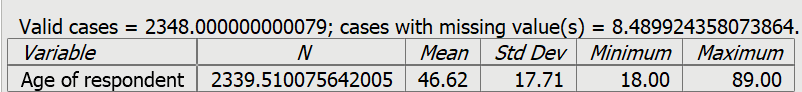 Valid cases = 2348.000000000079; cases with missing value(s) = 8.489924358073864.
Variable N Mean Std Dev Minimum Maximum
Age of respondent 2339.510075642005 46.62 17.71 18.00 89.00